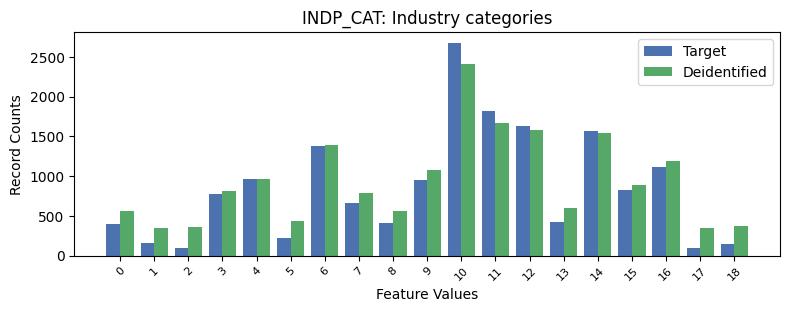 INDP_CAT: Industry categories
Target
Deidentified
Record Counts
2500
2000
1500
1000
500
0
0 1 2 3 4 5 6 7 8 9 10 11 12 13 14 15 16 17 18
Feature Values